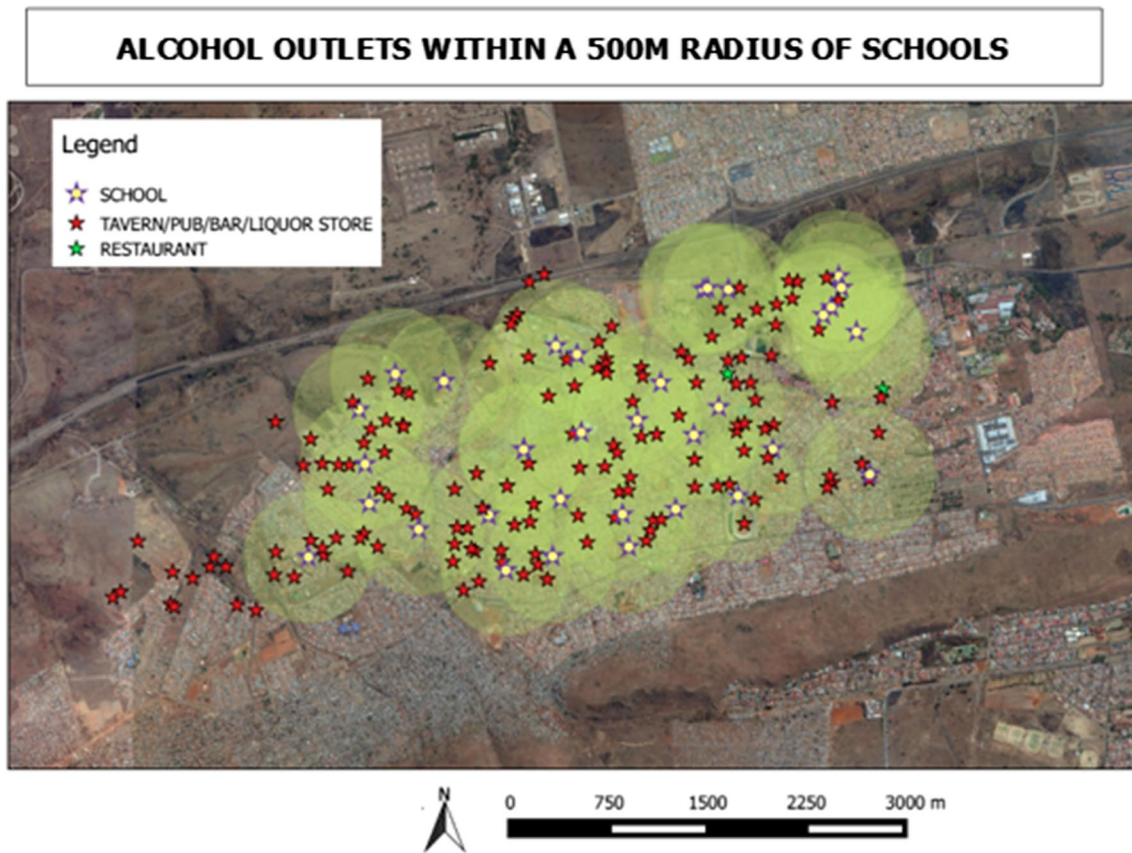 ALCOHOL OUTLETS WITHIN A 500M RADIUS OF SCHOOLS
Legend
SCHOOL
TAVERN/PUB/BAR/LIQUOR STORE
RESTAURANT
N
0 750 1500 2250 3000 m